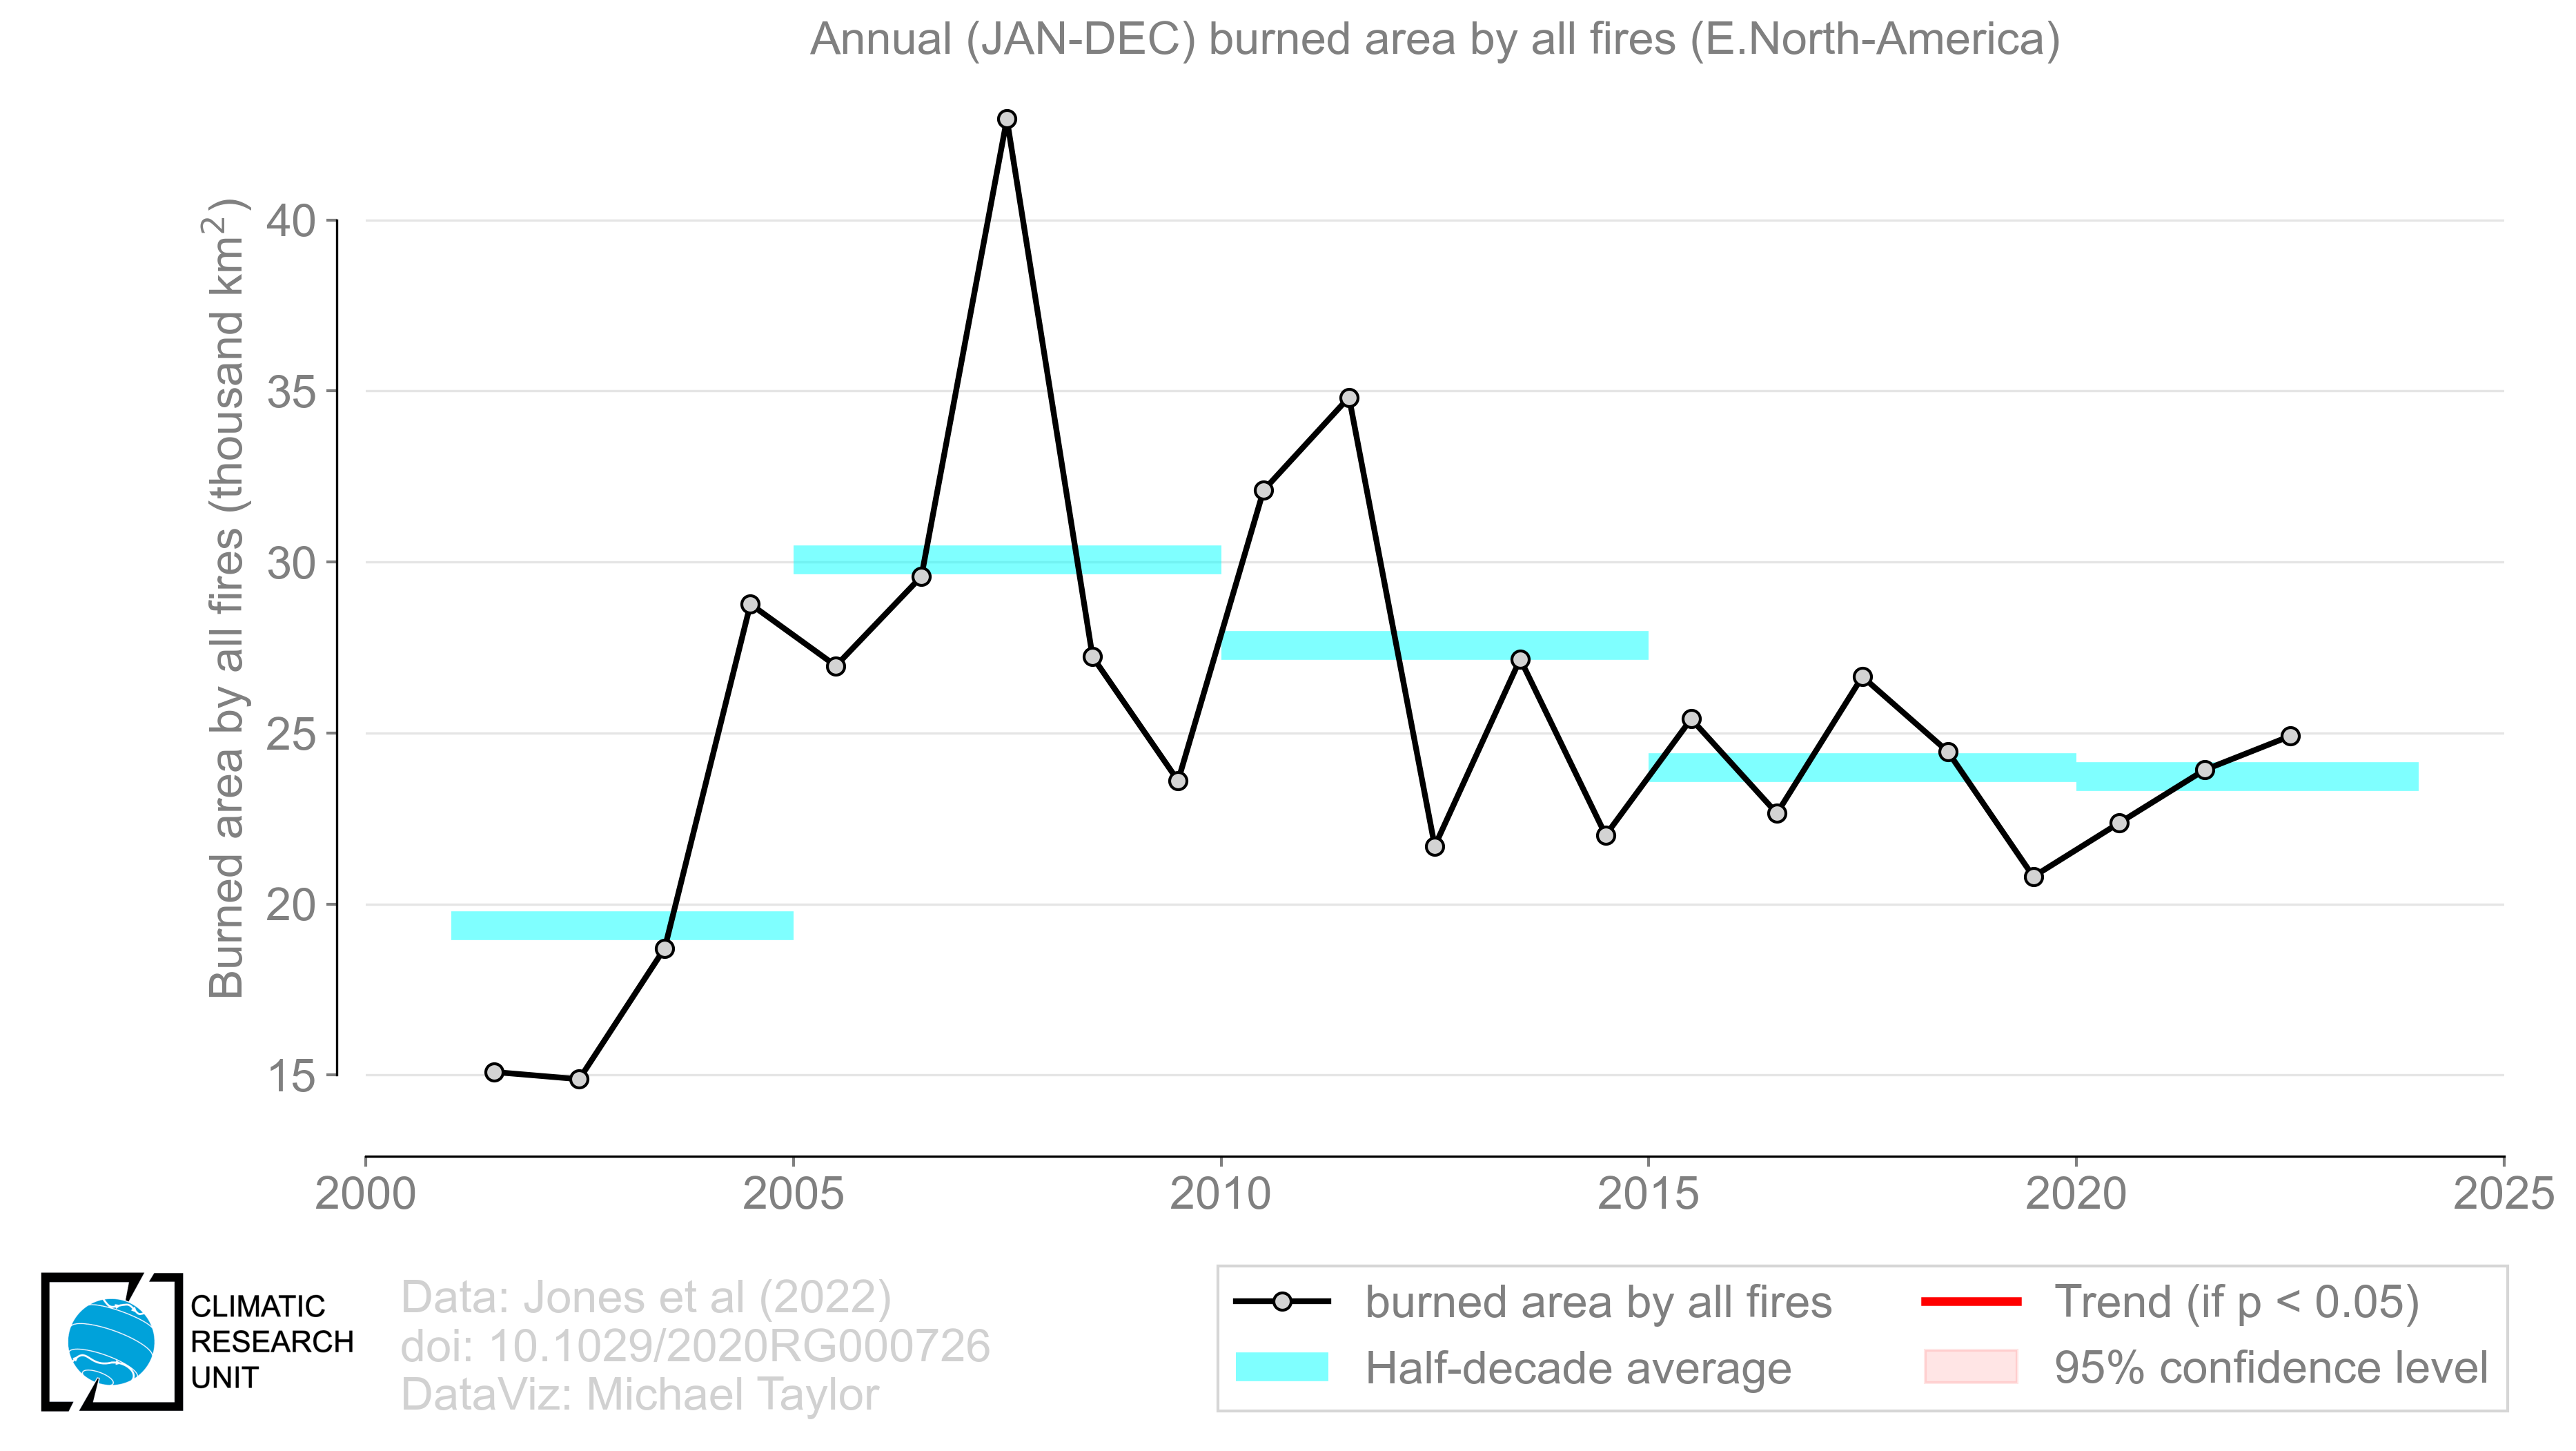 Annual (JAN-DEC) burned area by all fires (E.North-America)
Burned area by all fires (thousand km²)
40
35
30
25
20
15
2000 2005 2010 2015 2020 2025
CLIMATIC
RESEARCH
UNIT
Data: Jones et al (2022)
doi: 10.1029/2020RG000726
DataViz: Michael Taylor
burned area by all fires
Half-decade average
Trend (if p < 0.05)
95% confidence level